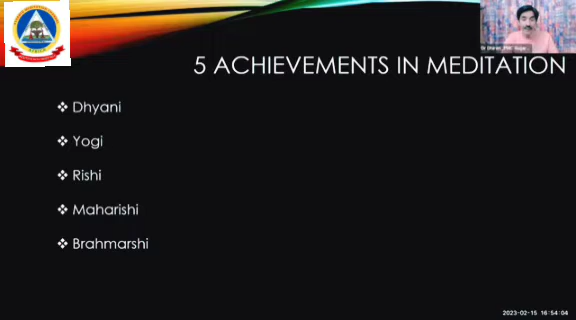 5 ACHIEVEMENTS IN MEDITATION
❖ Dhyani
❖ Yogi
❖ Rishi
❖ Maharishi
❖ Brahmarshi
2023-02-15 16:54:04